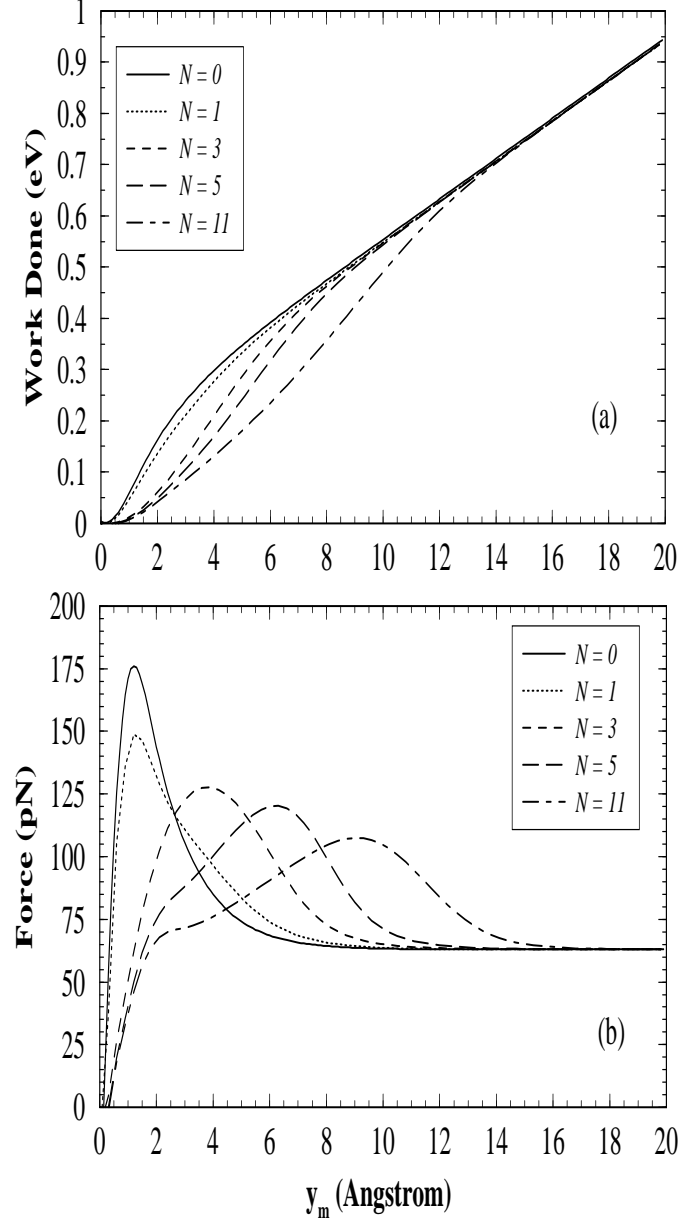 1
0.9
0.8
0.7
0.6
0.5
0.4
0.3
0.2
0.1
0
Work Done (eV)
N = 0
N = 1
N = 3
N = 5
N = 11
(a)
0 2 4 6 8 10 12 14 16 18 20
200
175
150
125
100
75
50
25
0
Force (pN)
N = 0
N = 1
N = 3
N = 5
N = 11
(b)
0 2 4 6 8 10 12 14 16 18 20
y_m (Angstrom)